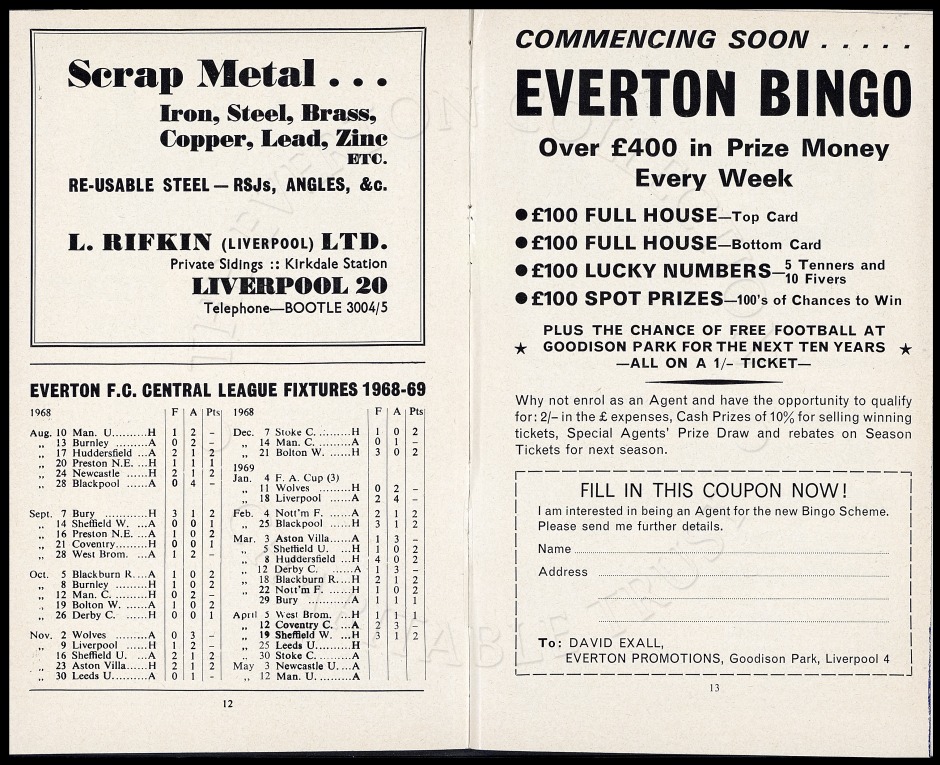 Scrap Metal . . .
Iron, Steel, Brass,
Copper, Lead, Zinc
ETC.
RE-USABLE STEEL — RSJs, ANGLES, &c.
L. RIFKIN (LIVERPOOL) LTD.
Private Sidings :: Kirkdale Station
LIVERPOOL 20
Telephone—BOOTLE 3004/5
EVERTON F.C. CENTRAL LEAGUE FIXTURES 1968-69
1968 F A Pts
Aug. 10 Man. U.........H 1 2 –
,, 13 Burnley .........A 0 2 –
,, 17 Huddersfield ...A 2 1 2
,, 20 Preston N.E. ...H 1 1 1
,, 24 Newcastle ......H 2 1 2
,, 28 Blackpool ......A 0 4 –
Sept. 7 Bury ............H 3 1 2
,, 14 Sheffield W. ...A 0 0 1
,, 16 Preston N.E. ...A 1 0 2
,, 21 Coventry.........H 0 0 1
,, 28 West Brom. ...A 1 2 –
Oct. 5 Blackburn R....A 1 0 2
,, 8 Burnley .........H 1 0 2
,, 12 Man. C. .........H 0 2 –
,, 19 Bolton W. ......A 1 0 2
,, 26 Derby C. ......H 0 0 1
Nov. 2 Wolves .........A 0 3 –
,, 9 Liverpool ......H 1 2 –
,, 16 Sheffield U. ...A 2 1 2
,, 23 Aston Villa......H 2 1 2
,, 30 Leeds U..........A 0 1 –
1968 F A Pts
Dec. 7 Stoke C. .........H 1 0 2
,, 14 Man. C. .........A 0 1 –
,, 21 Bolton W. ......H 3 0 2
1969
Jan. 4 F. A. Cup (3)
,, 11 Wolves .........H 0 2 –
,, 18 Liverpool ......A 2 4 –
Feb. 4 Nott'm F. ......A 2 1 2
,, 25 Blackpool ......H 3 1 2
Mar. 3 Aston Villa......A 1 3 –
,, 5 Sheffield U. ...H 1 0 2
,, 8 Huddersfield ...H 4 0 2
,, 12 Derby C. ......A 1 3 –
,, 18 Blackburn R....H 2 1 2
,, 22 Nott'm F. ......H 1 0 2
29 Bury ............A 1 1 1
April 5 West Brom. ...H 1 1 1
,, 12 Coventry C. ...A 2 3 –
,, 19 Sheffield W. ...H 3 1 2
,, 25 Leeds U..........H
,, 30 Stoke C. .........A
May 3 Newcastle U....A
,, 12 Man. U. .........A
12
COMMENCING SOON . . . . .
EVERTON BINGO
Over £400 in Prize Money
Every Week
● £100 FULL HOUSE—Top Card
● £100 FULL HOUSE—Bottom Card
● £100 LUCKY NUMBERS—5 Tenners and
10 Fivers
● £100 SPOT PRIZES—100's of Chances to Win
PLUS THE CHANCE OF FREE FOOTBALL AT
★ GOODISON PARK FOR THE NEXT TEN YEARS ★
—ALL ON A 1/- TICKET—
Why not enrol as an Agent and have the opportunity to qualify
for: 2/- in the £ expenses, Cash Prizes of 10% for selling winning
tickets, Special Agents' Prize Draw and rebates on Season
Tickets for next season.
FILL IN THIS COUPON NOW!
I am interested in being an Agent for the new Bingo Scheme.
Please send me further details.
Name
Address
To: DAVID EXALL,
EVERTON PROMOTIONS, Goodison Park, Liverpool 4
13